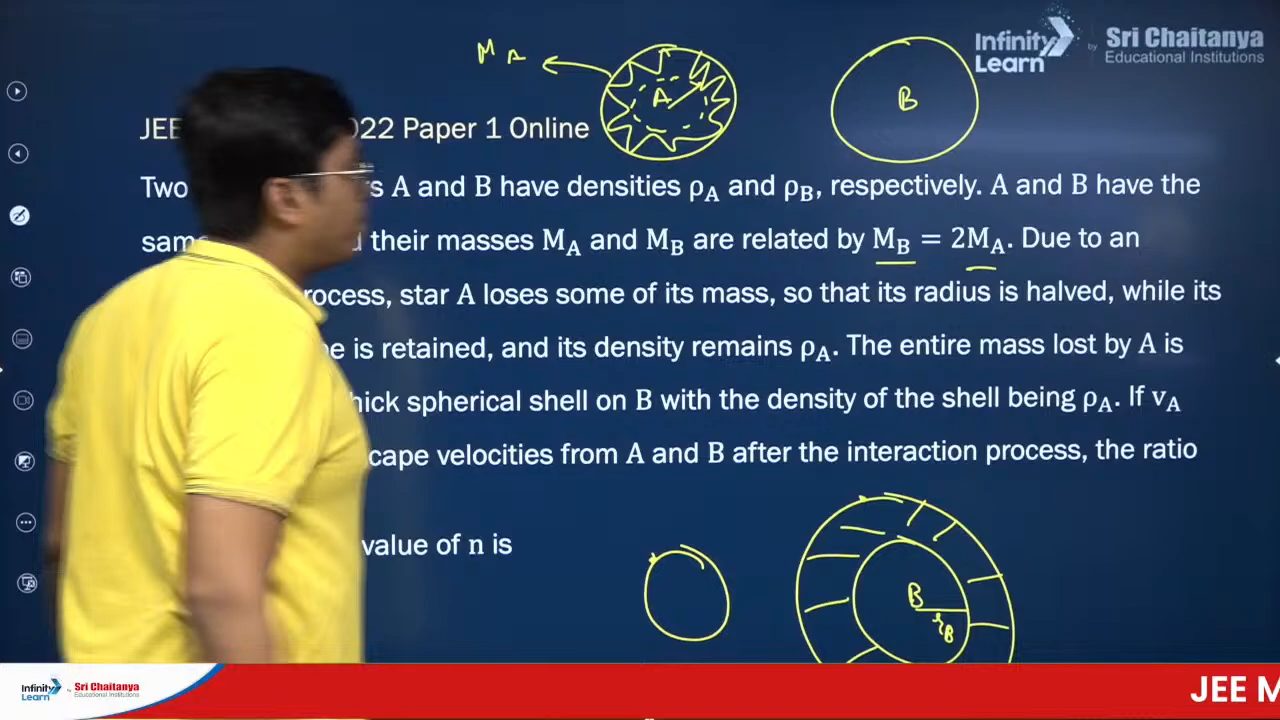 M A
A
B
Infinity Learn by Sri Chaitanya Educational Institutions
JEE 022 Paper 1 Online
Two s A and B have densities ρA and ρB, respectively. A and B have the
sam d their masses MA and MB are related by MB = 2MA. Due to an
rocess, star A loses some of its mass, so that its radius is halved, while its
pe is retained, and its density remains ρA. The entire mass lost by A is
hick spherical shell on B with the density of the shell being ρA. If vA
cape velocities from A and B after the interaction process, the ratio
value of n is
B
Infinity Learn by Sri Chaitanya Educational Institutions
JEE M